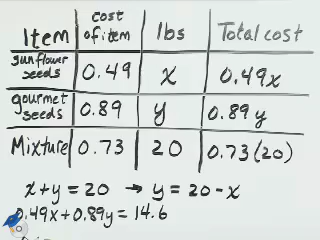 Item cost of item lbs Total cost
sunflower seeds 0.49 x 0.49x
gourmet seeds 0.89 y 0.89y
Mixture 0.73 20 0.73(20)
x+y=20 → y=20-x
0.49x+0.89y=14.6